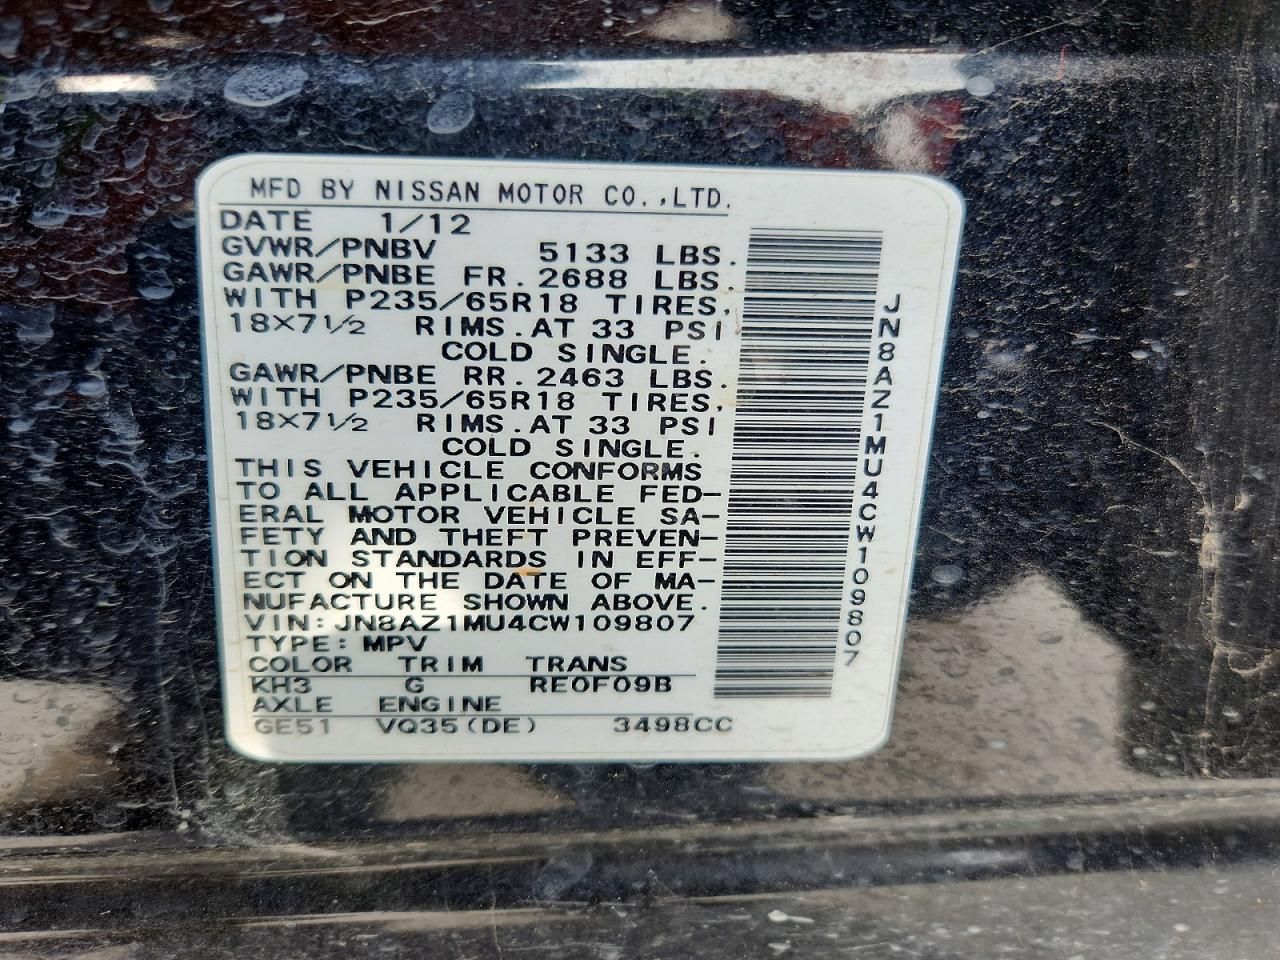 MFD BY NISSAN MOTOR CO.,LTD.
DATE 1/12
GVWR/PNBV 5133 LBS.
GAWR/PNBE FR. 2688 LBS.
WITH P235/65R18 TIRES,
18X7 1/2 RIMS.AT 33 PSI
COLD SINGLE.
GAWR/PNBE RR. 2463 LBS.
WITH P235/65R18 TIRES,
18X7 1/2 RIMS.AT 33 PSI
COLD SINGLE.
THIS VEHICLE CONFORMS
TO ALL APPLICABLE FED-
ERAL MOTOR VEHICLE SA-
FETY AND THEFT PREVEN-
TION STANDARDS IN EFF-
ECT ON THE DATE OF MA-
NUFACTURE SHOWN ABOVE.
VIN:JN8AZ1MU4CW109807
TYPE:MPV
COLOR TRIM TRANS
KH3 G RE0F09B
AXLE ENGINE
GE51 VQ35(DE) 3498CC
JN8AZ1MU4CW109807